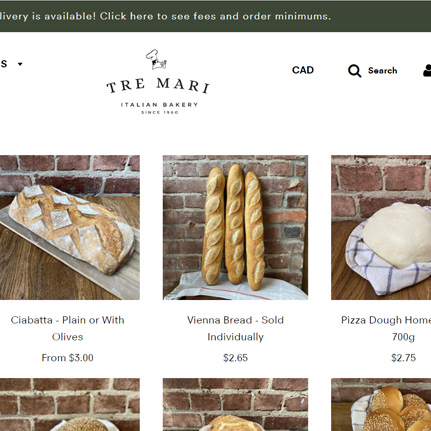 livery is available! Click here to see fees and order minimums.
S
CAD
Search
TRE MARI
ITALIAN BAKERY
SINCE 1960
Ciabatta - Plain or With
Olives
From $3.00
Vienna Bread - Sold
Individually
$2.65
Pizza Dough Home
700g
$2.75